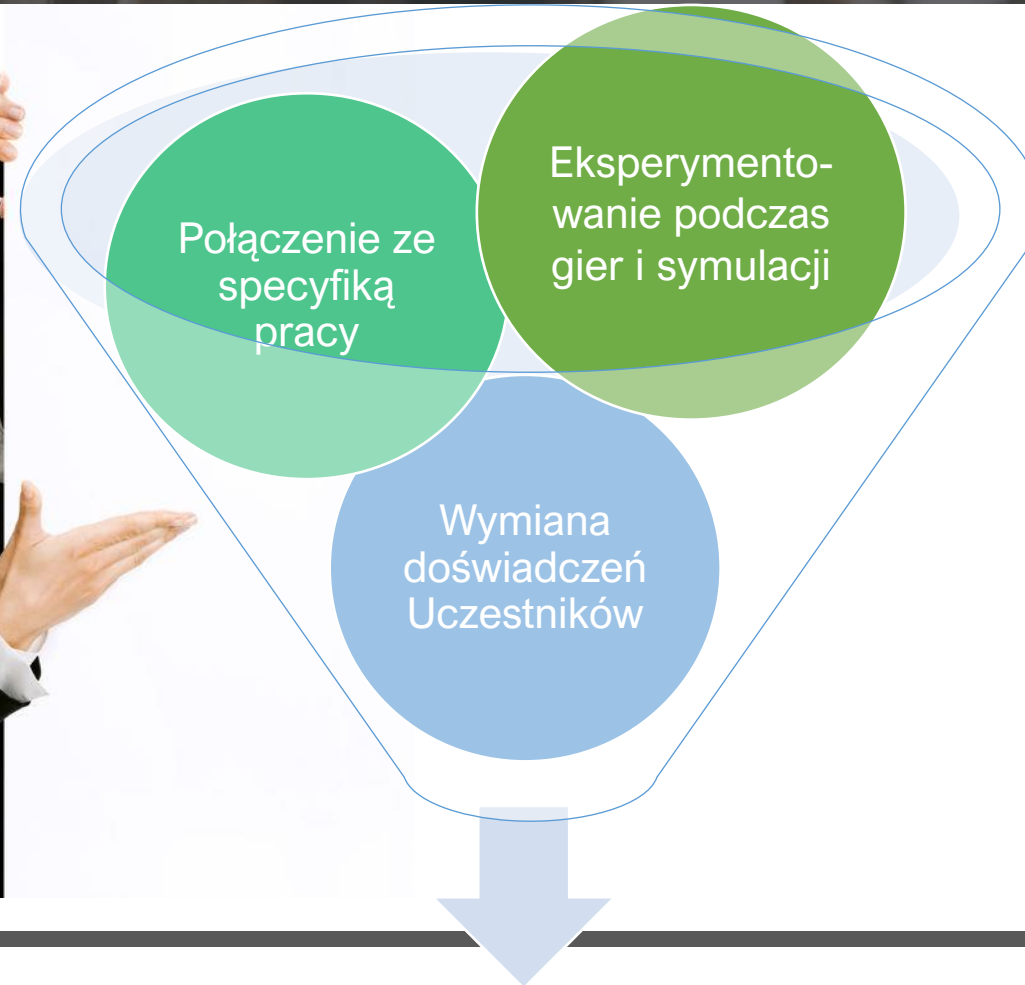 Połączenie ze
specyfiką
pracy
Eksperymento-
wanie podczas
gier i symulacji
Wymiana
doświadczeń
Uczestników